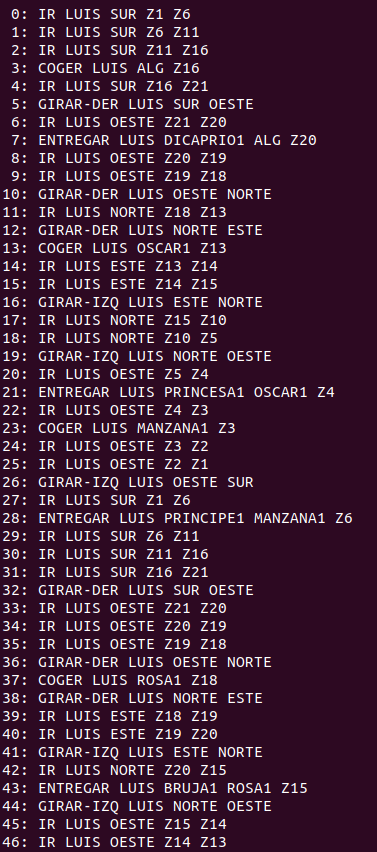 0: IR LUIS SUR Z1 Z6
1: IR LUIS SUR Z6 Z11
2: IR LUIS SUR Z11 Z16
3: COGER LUIS ALG Z16
4: IR LUIS SUR Z16 Z21
5: GIRAR-DER LUIS SUR OESTE
6: IR LUIS OESTE Z21 Z20
7: ENTREGAR LUIS DICAPRIO1 ALG Z20
8: IR LUIS OESTE Z20 Z19
9: IR LUIS OESTE Z19 Z18
10: GIRAR-DER LUIS OESTE NORTE
11: IR LUIS NORTE Z18 Z13
12: GIRAR-DER LUIS NORTE ESTE
13: COGER LUIS OSCAR1 Z13
14: IR LUIS ESTE Z13 Z14
15: IR LUIS ESTE Z14 Z15
16: GIRAR-IZQ LUIS ESTE NORTE
17: IR LUIS NORTE Z15 Z10
18: IR LUIS NORTE Z10 Z5
19: GIRAR-IZQ LUIS NORTE OESTE
20: IR LUIS OESTE Z5 Z4
21: ENTREGAR LUIS PRINCESA1 OSCAR1 Z4
22: IR LUIS OESTE Z4 Z3
23: COGER LUIS MANZANA1 Z3
24: IR LUIS OESTE Z3 Z2
25: IR LUIS OESTE Z2 Z1
26: GIRAR-IZQ LUIS OESTE SUR
27: IR LUIS SUR Z1 Z6
28: ENTREGAR LUIS PRINCIPE1 MANZANA1 Z6
29: IR LUIS SUR Z6 Z11
30: IR LUIS SUR Z11 Z16
31: IR LUIS SUR Z16 Z21
32: GIRAR-DER LUIS SUR OESTE
33: IR LUIS OESTE Z21 Z20
34: IR LUIS OESTE Z20 Z19
35: IR LUIS OESTE Z19 Z18
36: GIRAR-DER LUIS OESTE NORTE
37: COGER LUIS ROSA1 Z18
38: GIRAR-DER LUIS NORTE ESTE
39: IR LUIS ESTE Z18 Z19
40: IR LUIS ESTE Z19 Z20
41: GIRAR-IZQ LUIS ESTE NORTE
42: IR LUIS NORTE Z20 Z15
43: ENTREGAR LUIS BRUJA1 ROSA1 Z15
44: GIRAR-IZQ LUIS NORTE OESTE
45: IR LUIS OESTE Z15 Z14
46: IR LUIS OESTE Z14 Z13